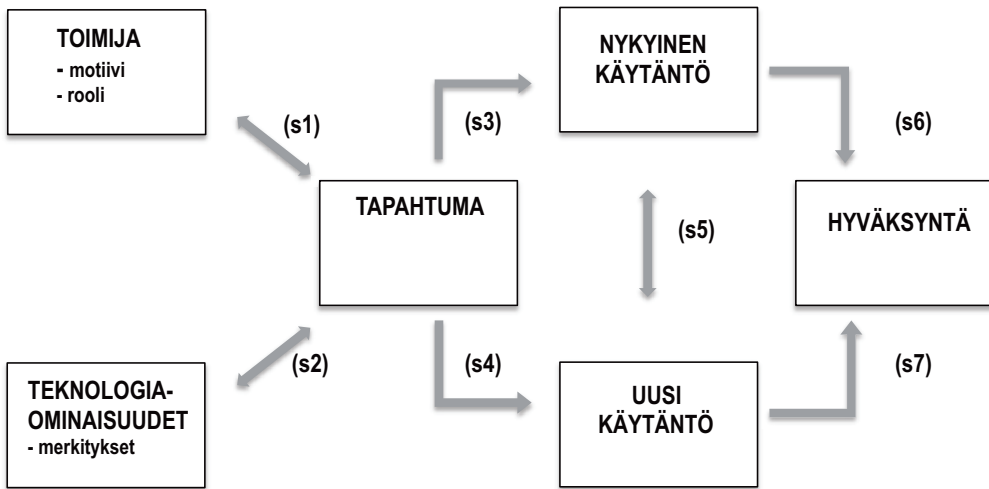 TOIMIJA
- motiivi
- rooli
(s1)
TEKNOLOGIA-
OMINAISUUDET
- merkitykset
(s2)
TAPAHTUMA
(s3)
(s4)
NYKYINEN
KÄYTÄNTÖ
(s5)
UUSI
KÄYTÄNTÖ
(s6)
(s7)
HYVÄKSYNTÄ